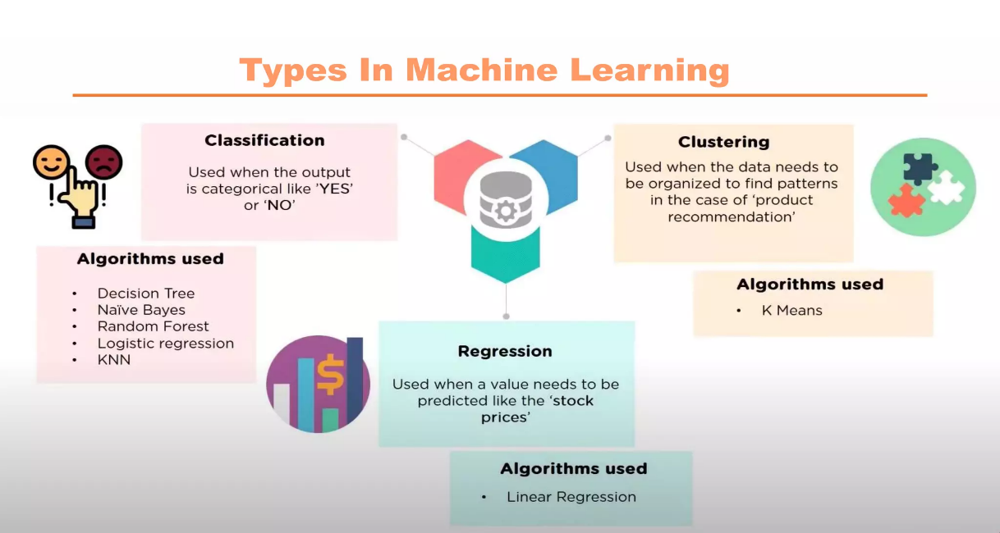 Types In Machine Learning
Classification
Used when the output
is categorical like ’YES’
or ‘NO’
Algorithms used
• Decision Tree
• Naïve Bayes
• Random Forest
• Logistic regression
• KNN
Clustering
Used when the data needs to
be organized to find patterns
in the case of ‘product
recommendation’
Algorithms used
• K Means
Regression
Used when a value needs to be
predicted like the ‘stock
prices’
Algorithms used
• Linear Regression